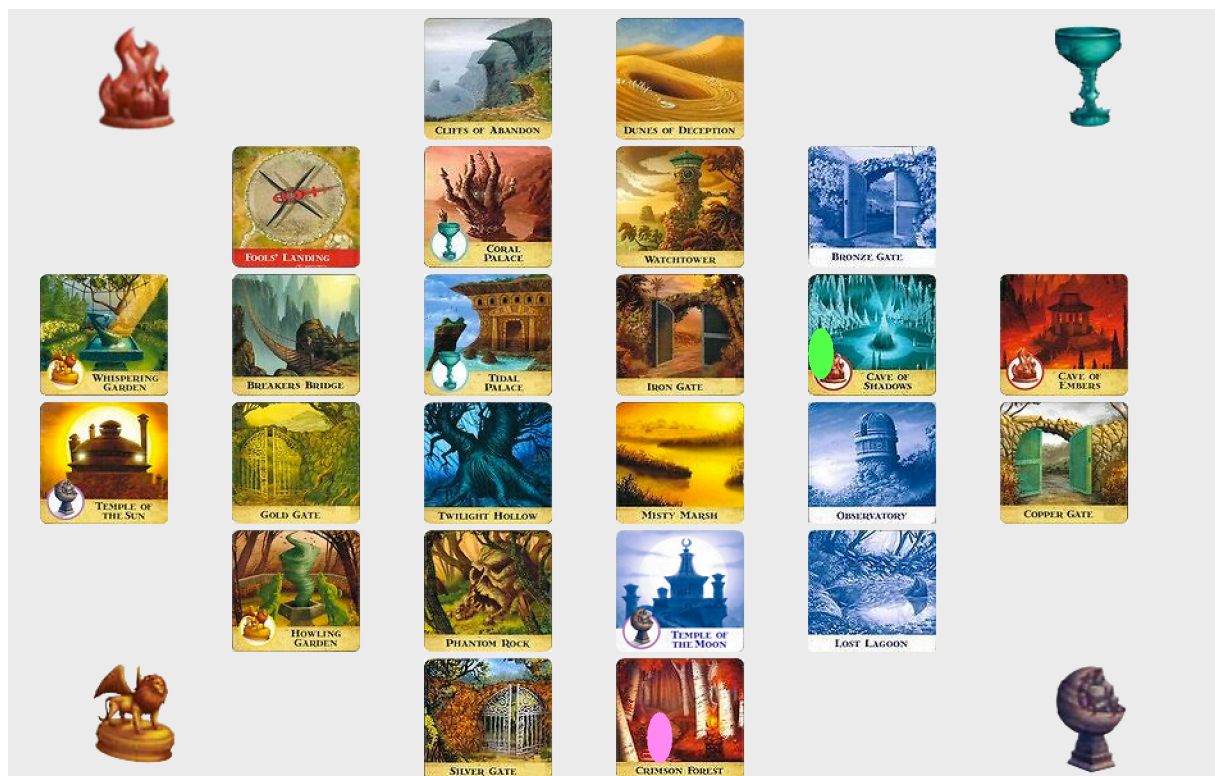 CLIFFS OF ABANDON
DUNES OF DECEPTION
FOOLS' LANDING
CORAL
PALACE
WATCHTOWER
BRONZE GATE
WHISPERING
GARDEN
BREAKERS BRIDGE
TIDAL
PALACE
IRON GATE
CAVE OF
SHADOWS
CAVE OF
EMBERS
TEMPLE OF
THE SUN
GOLD GATE
TWILIGHT HOLLOW
MISTY MARSH
OBSERVATORY
COPPER GATE
HOWLING
GARDEN
PHANTOM ROCK
TEMPLE OF
THE MOON
LOST LAGOON
SILVER GATE
CRIMSON FOREST